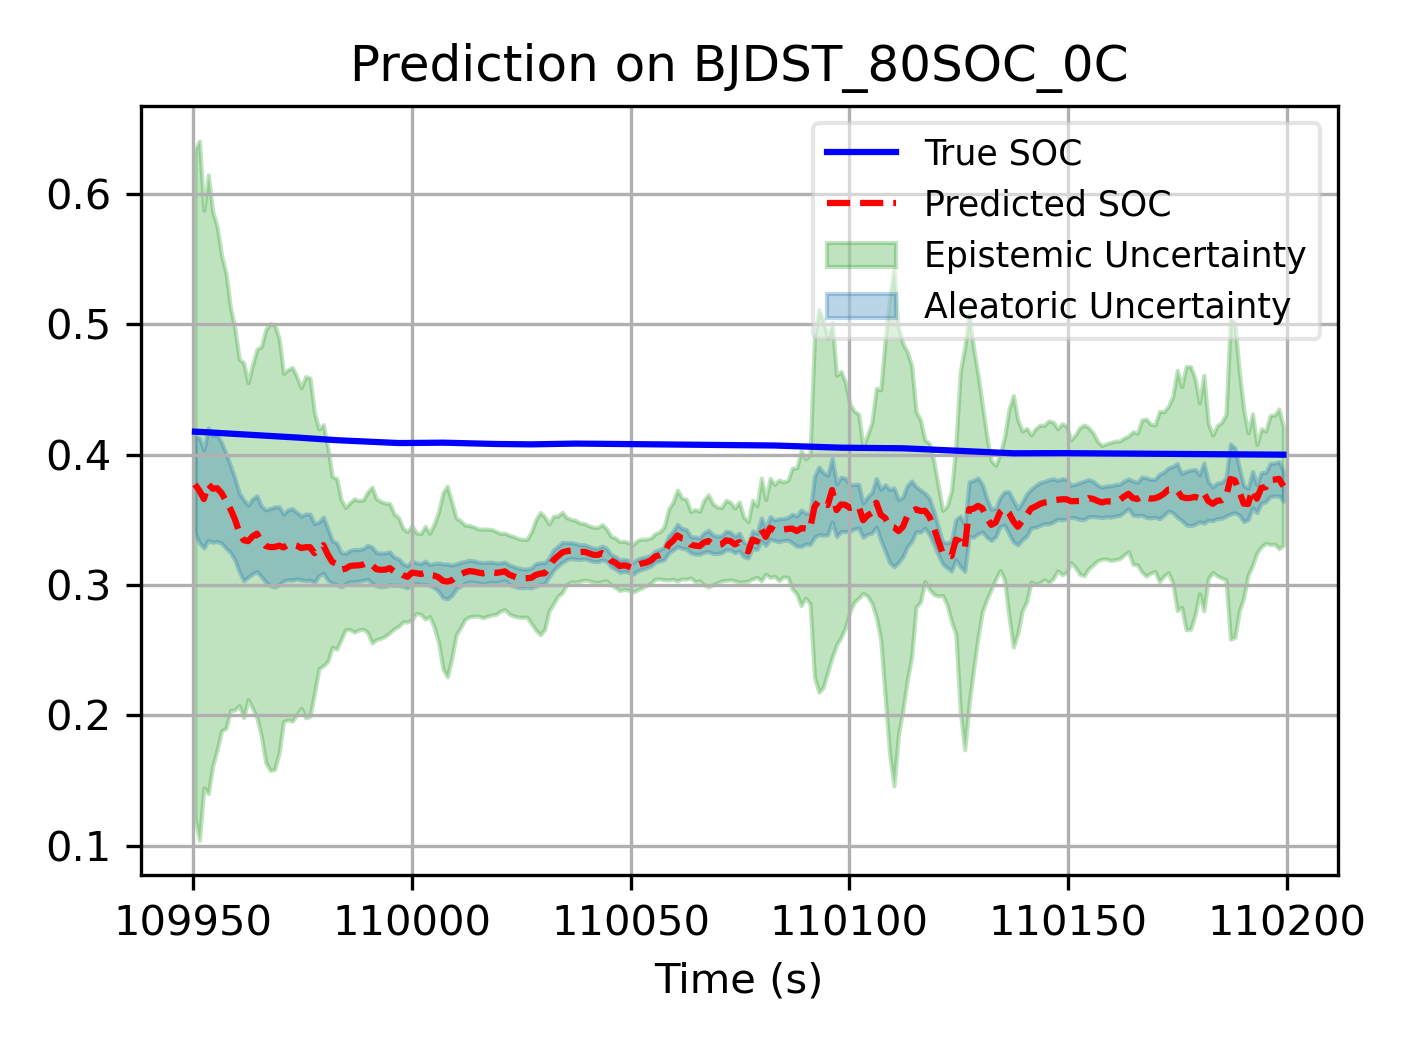 Prediction on BJDST_80SOC_0C
True SOC
Predicted SOC
Epistemic Uncertainty
Aleatoric Uncertainty
0.6
0.5
0.4
0.3
0.2
0.1
109950 110000 110050 110100 110150 110200
Time (s)